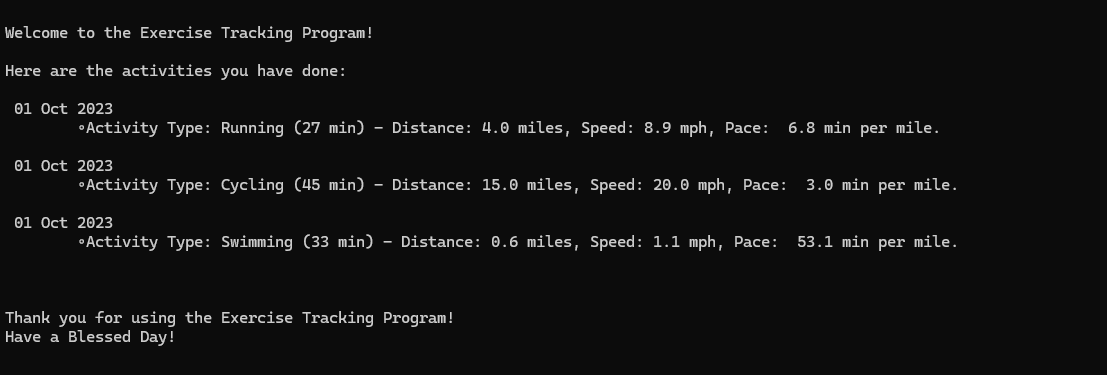 Welcome to the Exercise Tracking Program!
Here are the activities you have done:
01 Oct 2023
∘Activity Type: Running (27 min) - Distance: 4.0 miles, Speed: 8.9 mph, Pace:  6.8 min per mile.
01 Oct 2023
∘Activity Type: Cycling (45 min) - Distance: 15.0 miles, Speed: 20.0 mph, Pace:  3.0 min per mile.
01 Oct 2023
∘Activity Type: Swimming (33 min) - Distance: 0.6 miles, Speed: 1.1 mph, Pace:  53.1 min per mile.
Thank you for using the Exercise Tracking Program!
Have a Blessed Day!